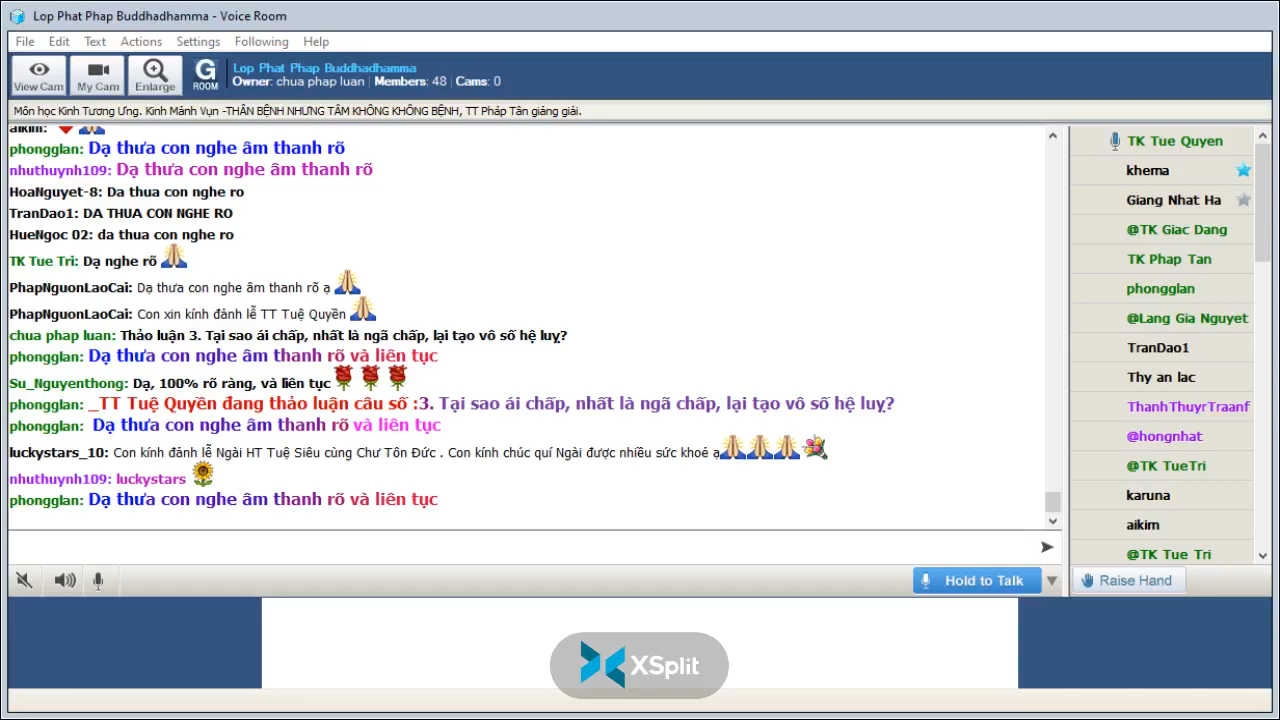 Lop Phat Phap Buddhadhamma - Voice Room
File Edit Text Actions Settings Following Help
View Cam My Cam Enlarge G ROOM
Lop Phat Phap Buddhadhamma
Owner: chua phap luan | Members: 48 | Cams: 0
Môn học Kinh Tương Ưng. Kinh Mảnh Vụn -THÂN BỆNH NHƯNG TÂM KHÔNG KHÔNG BỆNH, TT Pháp Tân giảng giải.
aikim:
phongglan: Dạ thưa con nghe âm thanh rõ
nhuthuynh109: Dạ thưa con nghe âm thanh rõ
HoaNguyet-8: Da thua con nghe ro
TranDao1: DA THUA CON NGHE RO
HueNgoc 02: da thua con nghe ro
TK Tue Tri: Dạ nghe rõ
PhapNguonLaoCai: Dạ thưa con nghe âm thanh rõ ạ
PhapNguonLaoCai: Con xin kính đảnh lễ TT Tuệ Quyền
chua phap luan: Thảo luận 3. Tại sao ái chấp, nhất là ngã chấp, lại tạo vô số hệ luỵ?
phongglan: Dạ thưa con nghe âm thanh rõ và liên tục
Su_Nguyenthong: Dạ, 100% rõ ràng, và liên tục
phongglan: _TT Tuệ Quyền đang thảo luận câu số :3. Tại sao ái chấp, nhất là ngã chấp, lại tạo vô số hệ luỵ?
phongglan: Dạ thưa con nghe âm thanh rõ và liên tục
luckystars_10: Con kính đảnh lễ Ngài HT Tuệ Siêu cùng Chư Tôn Đức . Con kính chúc quí Ngài được nhiều sức khoẻ ạ
nhuthuynh109: luckystars
phongglan: Dạ thưa con nghe âm thanh rõ và liên tục
Hold to Talk
TK Tue Quyen
khema
Giang Nhat Ha
@TK Giac Dang
TK Phap Tan
phongglan
@Lang Gia Nguyet
TranDao1
Thy an lac
ThanhThuyrTraanf
@hongnhat
@TK TueTri
karuna
aikim
@TK Tue Tri
Raise Hand
XSplit